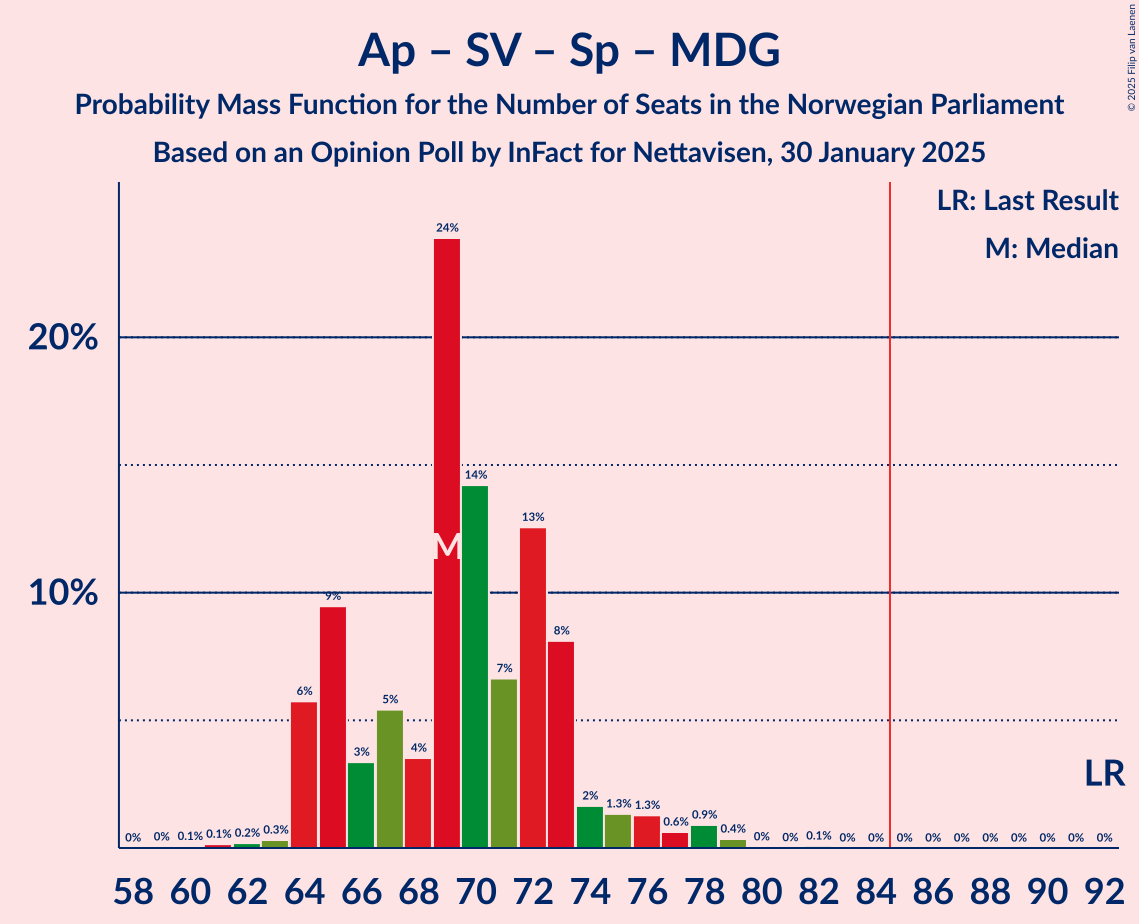 Ap – SV – Sp – MDG
Probability Mass Function for the Number of Seats in the Norwegian Parliament
Based on an Opinion Poll by InFact for Nettavisen, 30 January 2025
© 2025 Filip van Laenen
LR: Last Result
M: Median
20%
10%
0% 0% 0.1% 0.1% 0.2% 0.3% 6% 9% 3% 5% 4% 24% 14% 7% 13% 8% 2% 1.3% 1.3% 0.6% 0.9% 0.4% 0% 0% 0.1% 0% 0% 0% 0% 0% 0% 0% 0% 0% 0%
M
LR
58 60 62 64 66 68 70 72 74 76 78 80 82 84 86 88 90 92